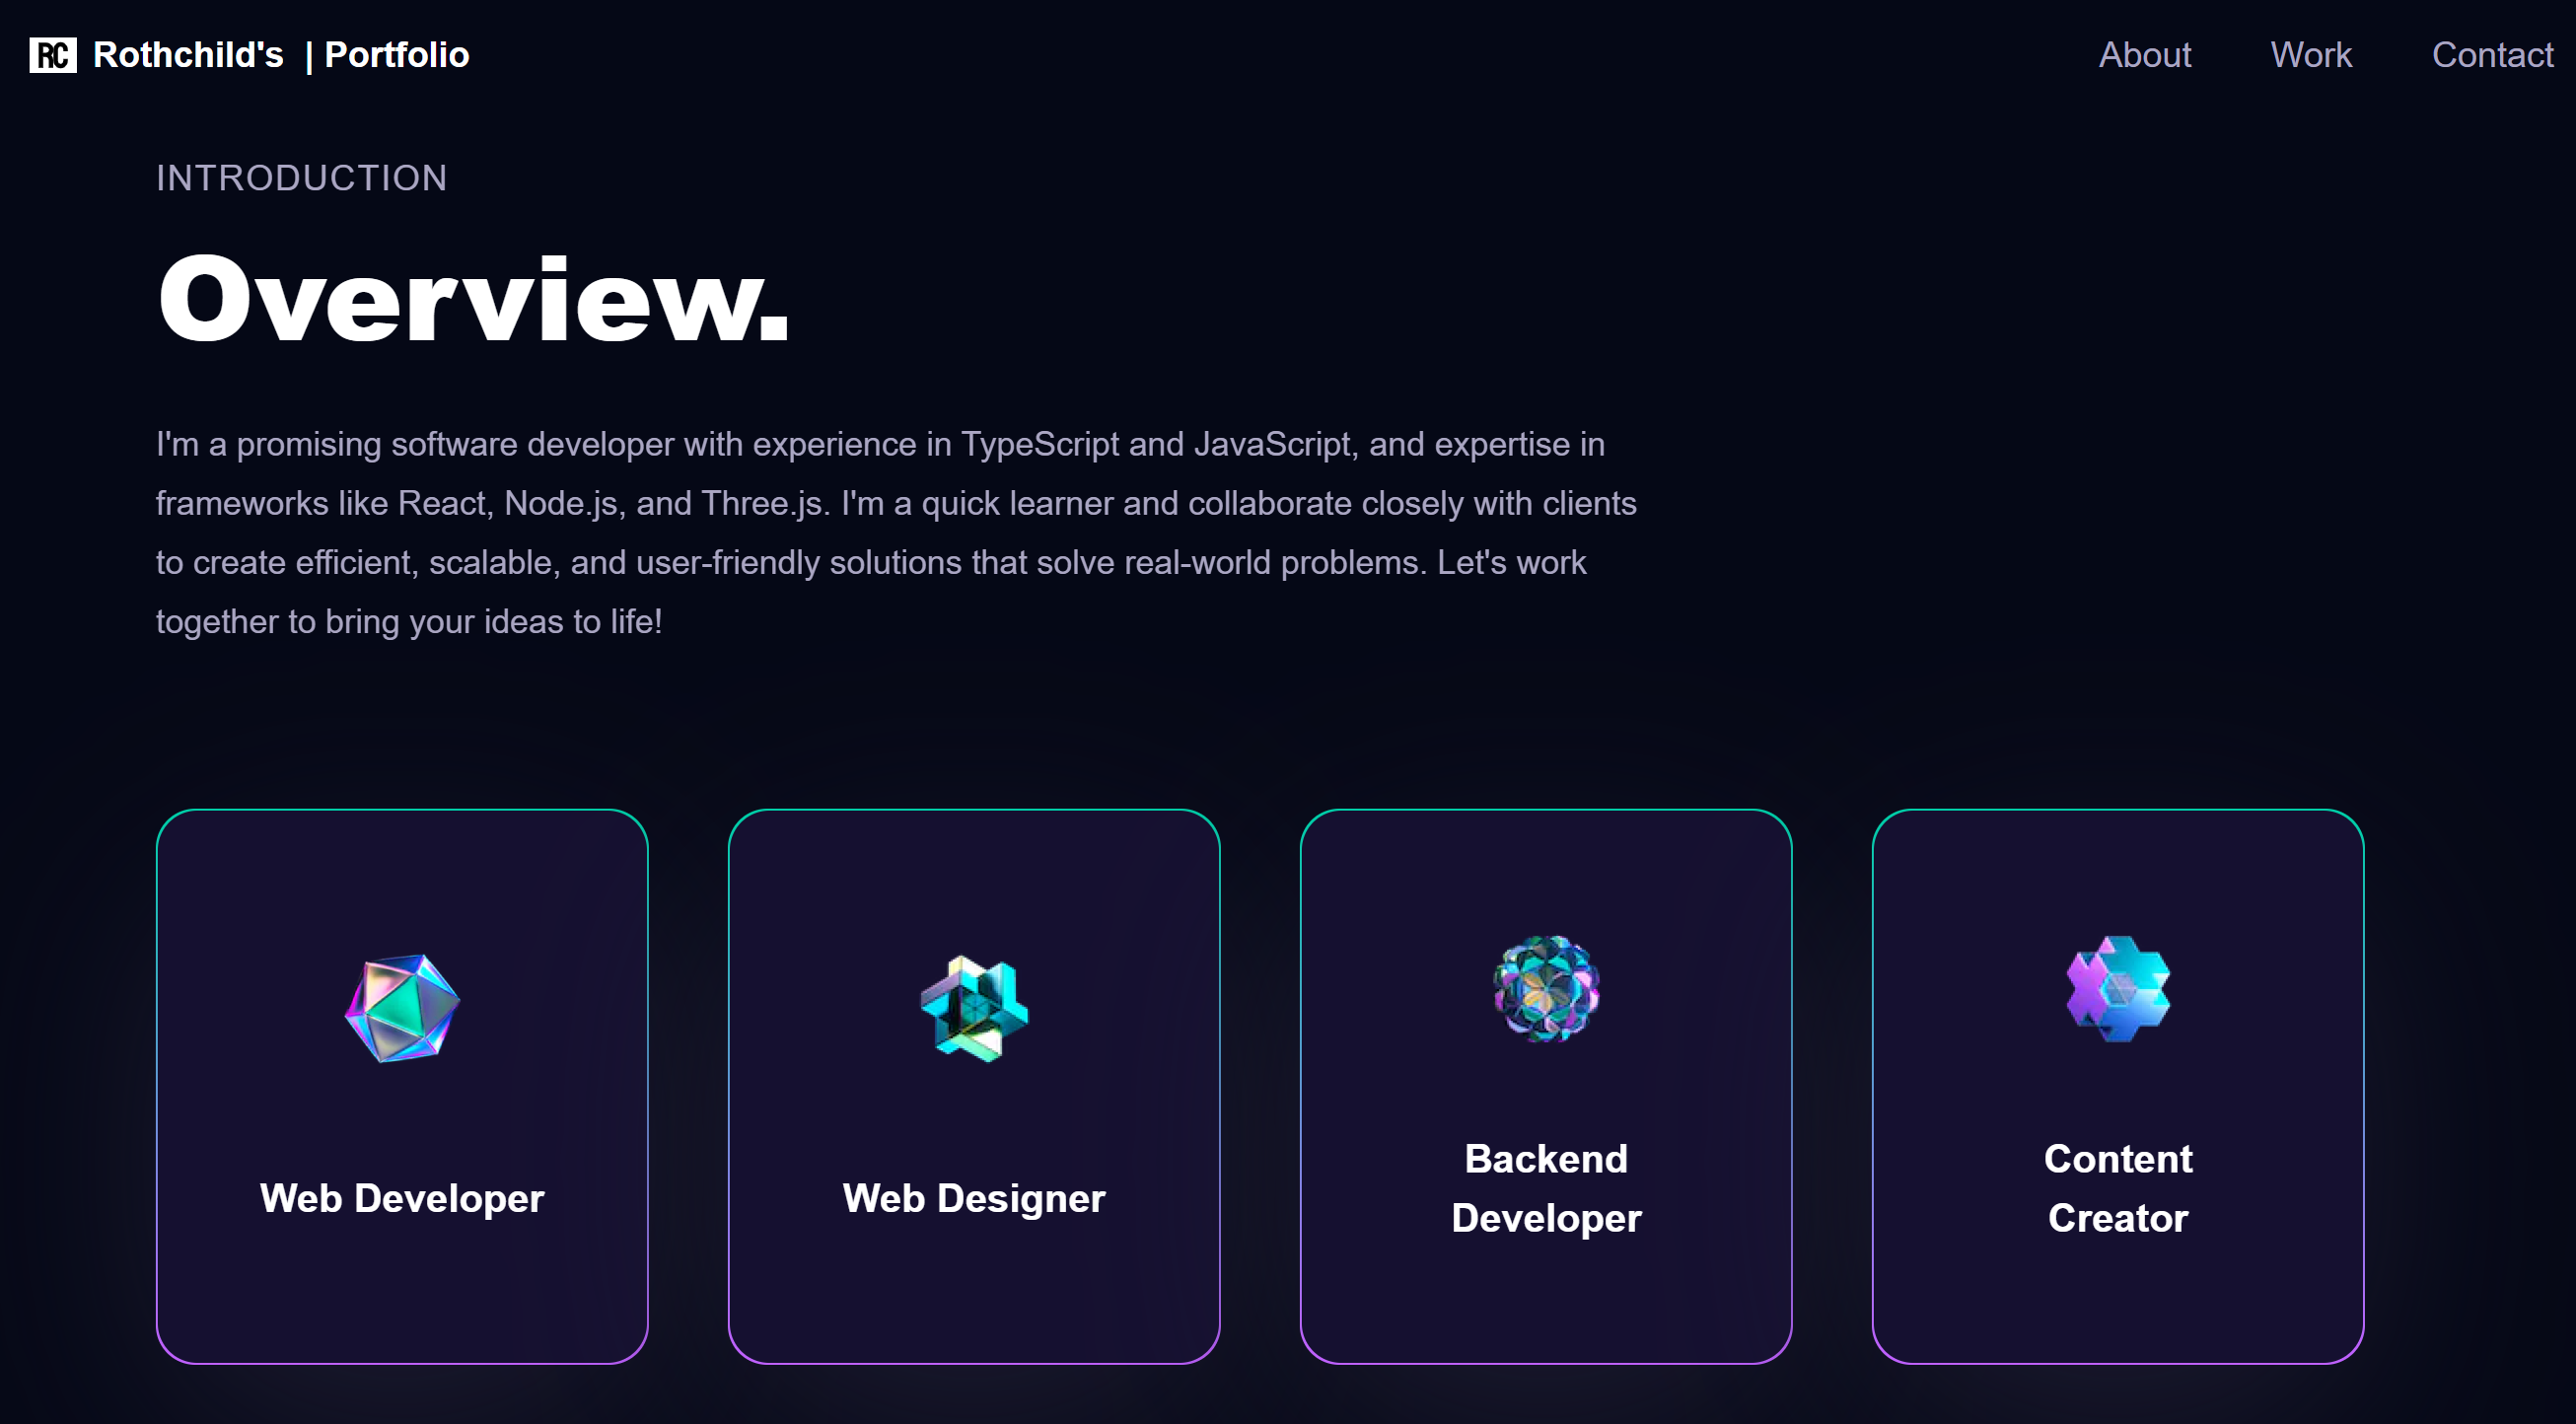 RC Rothchild's | Portfolio
About Work Contact
INTRODUCTION
Overview.
I'm a promising software developer with experience in TypeScript and JavaScript, and expertise in
frameworks like React, Node.js, and Three.js. I'm a quick learner and collaborate closely with clients
to create efficient, scalable, and user-friendly solutions that solve real-world problems. Let's work
together to bring your ideas to life!
Web Developer
Web Designer
Backend
Developer
Content
Creator